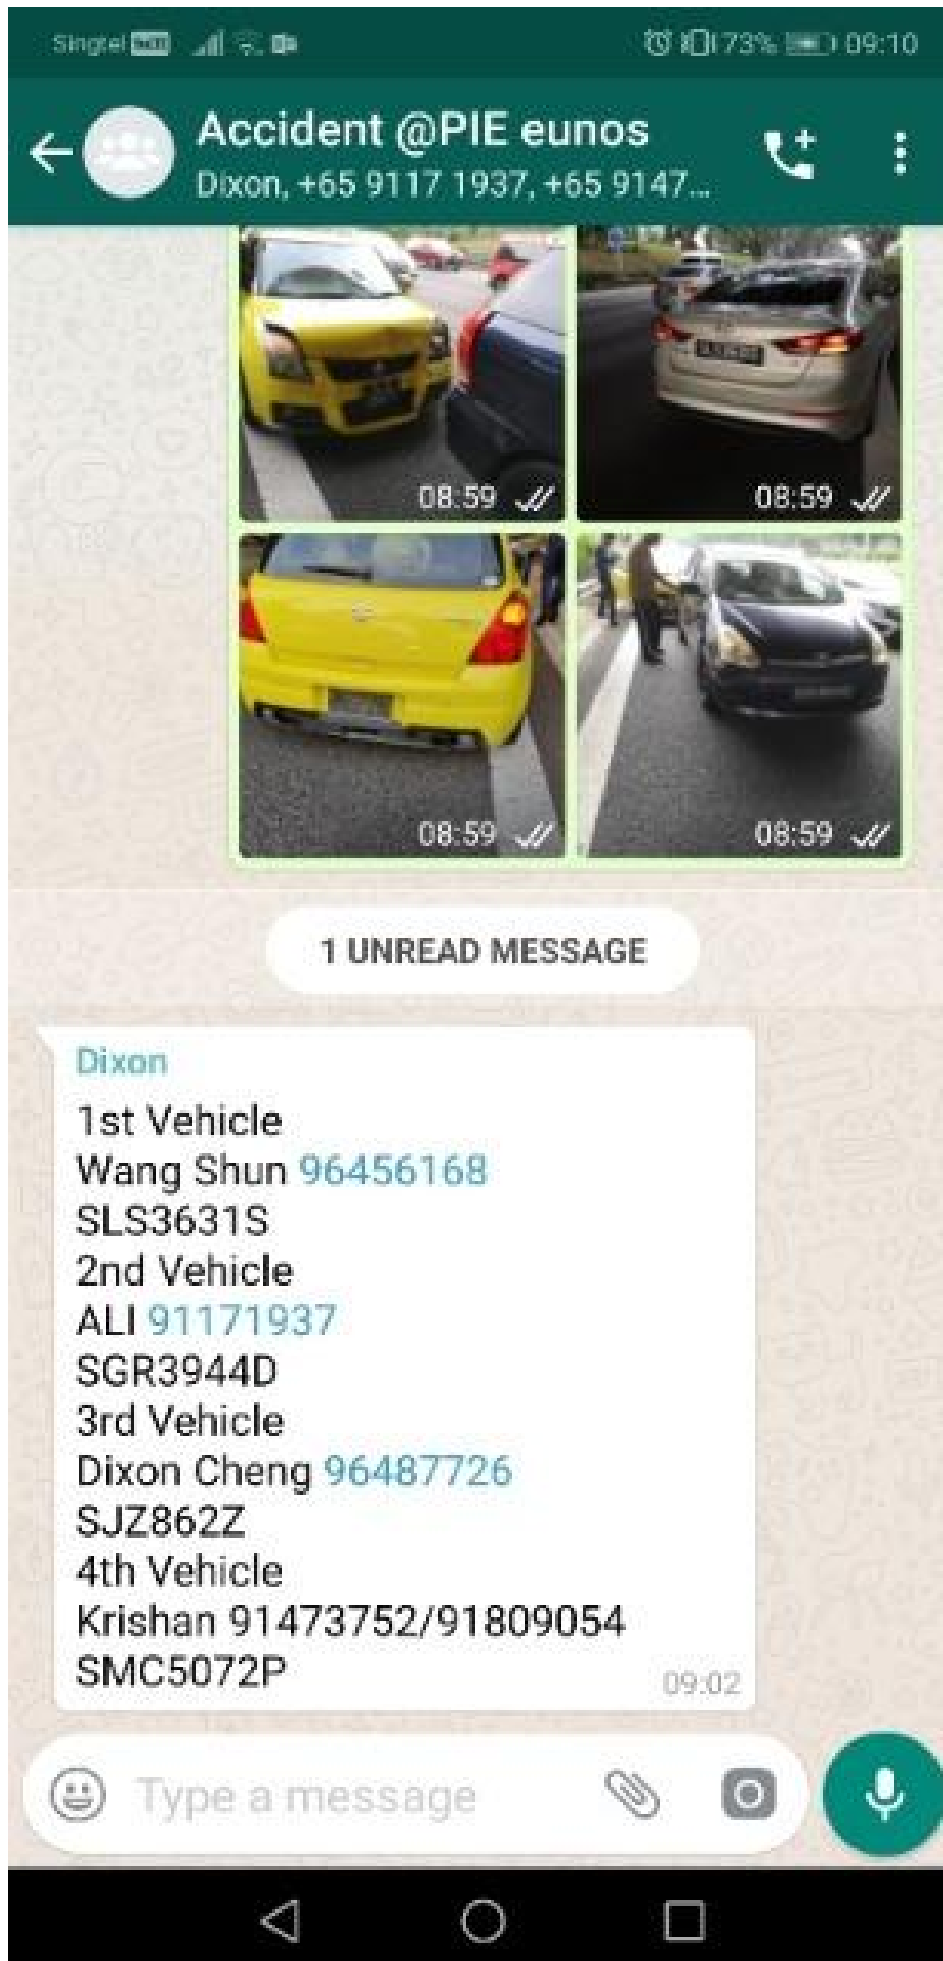 Singtel
73% 09:10
Accident @PIE eunos
Dixon, +65 9117 1937, +65 9147...
08:59
08:59
08:59
08:59
1 UNREAD MESSAGE
Dixon
1st Vehicle
Wang Shun 96456168
SLS3631S
2nd Vehicle
ALI 91171937
SGR3944D
3rd Vehicle
Dixon Cheng 96487726
SJZ862Z
4th Vehicle
Krishan 91473752/91809054
SMC5072P
09:02
Type a message